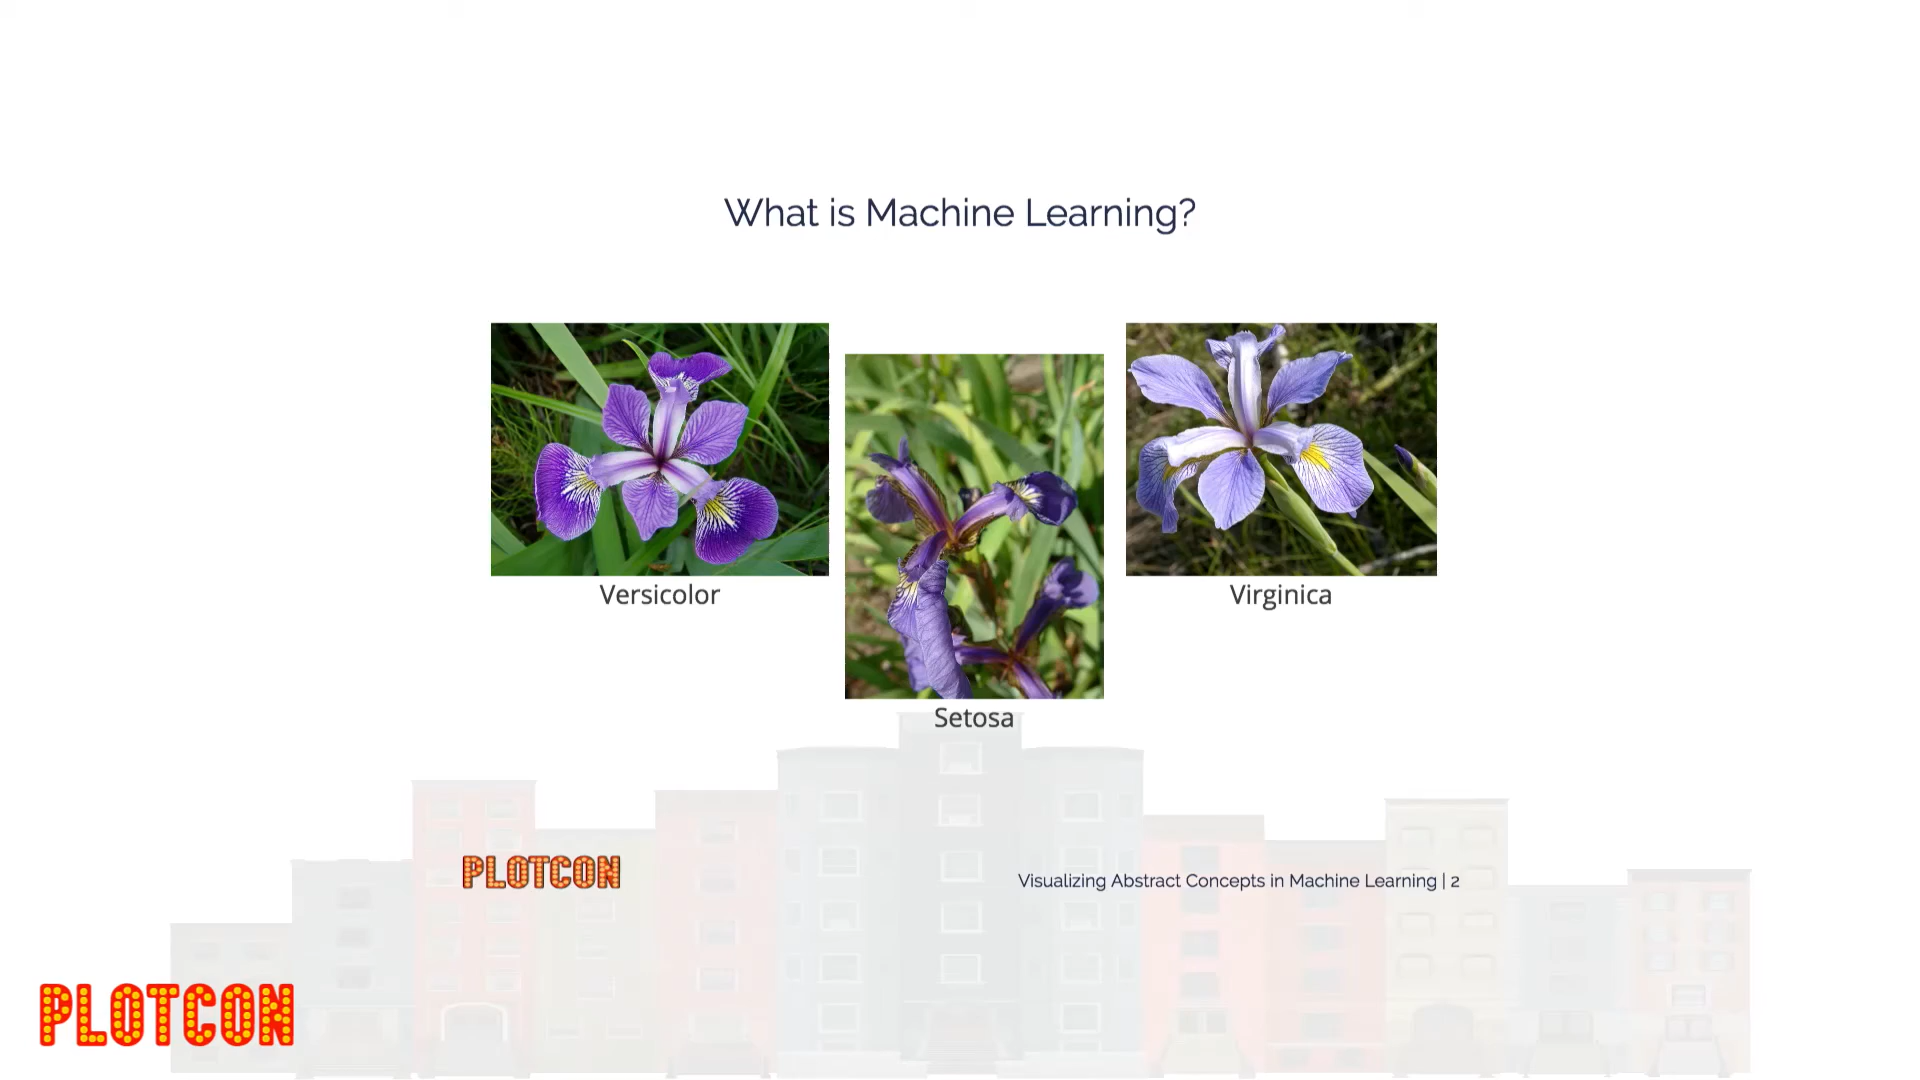 What is Machine Learning?
Versicolor
Setosa
Virginica
PLOTCON
Visualizing Abstract Concepts in Machine Learning | 2
PLOTCON